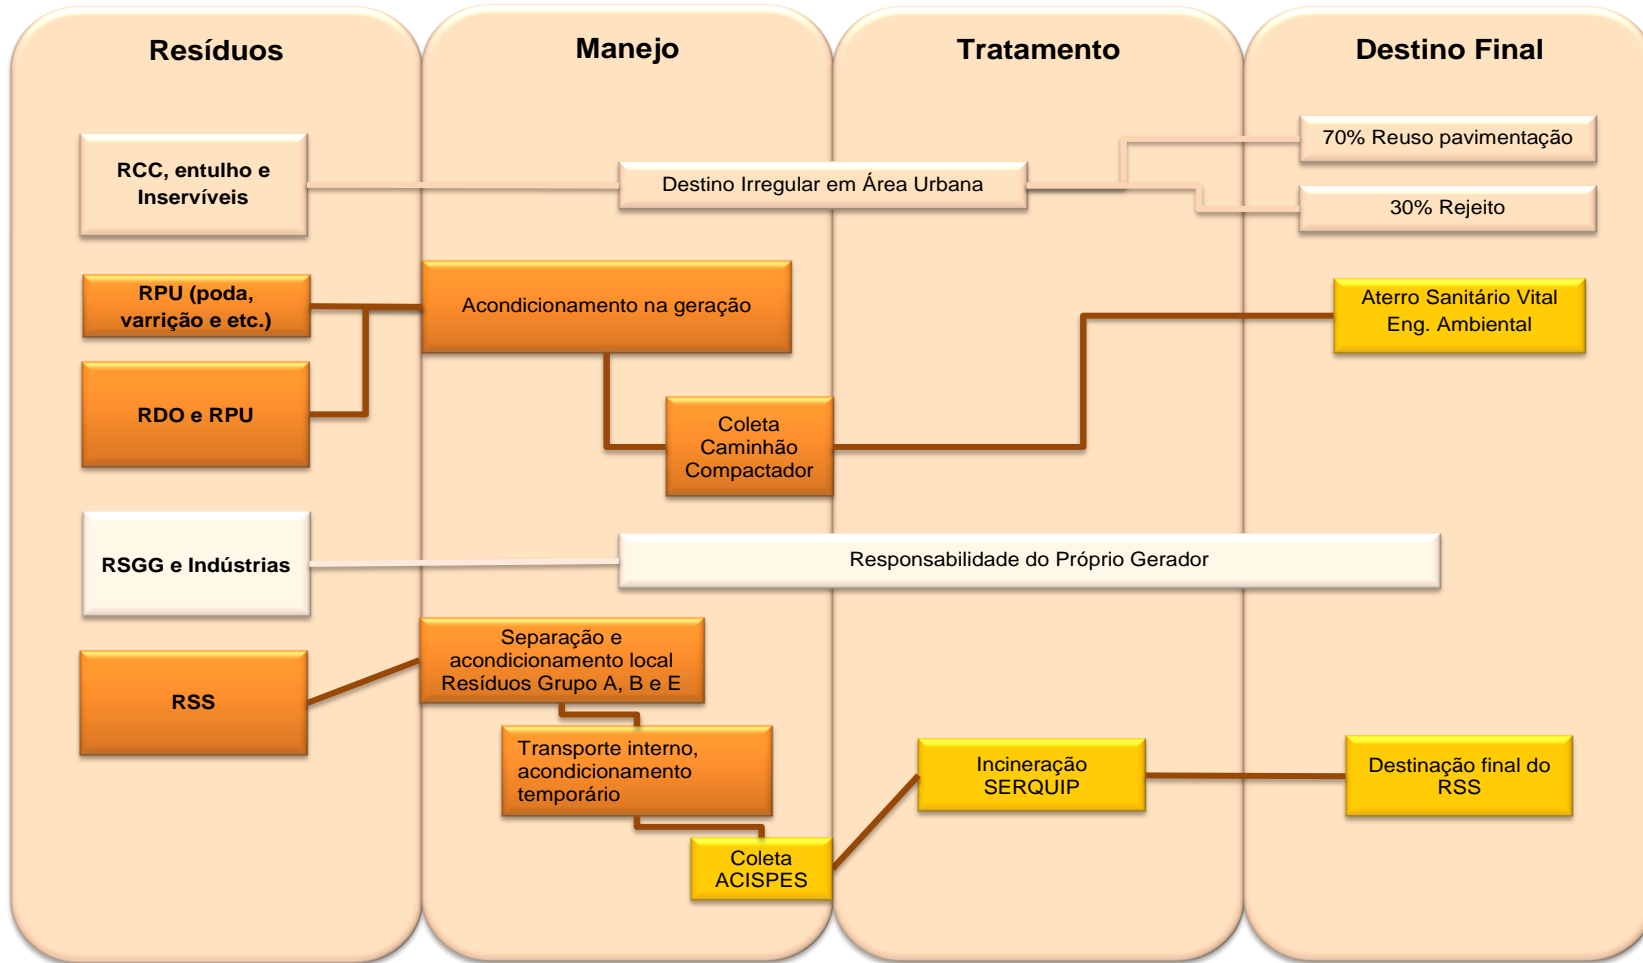 Resíduos
Manejo
Tratamento
Destino Final
RCC, entulho e
Inservíveis
Destino Irregular em Área Urbana
70% Reuso pavimentação
30% Rejeito
RPU (poda,
varrição e etc.)
Acondicionamento na geração
Aterro Sanitário Vital
Eng. Ambiental
RDO e RPU
Coleta
Caminhão
Compactador
RSGG e Indústrias
Responsabilidade do Próprio Gerador
RSS
Separação e
acondicionamento local
Resíduos Grupo A, B e E
Transporte interno,
acondicionamento
temporário
Coleta
ACISPES
Incineração
SERQUIP
Destinação final do
RSS